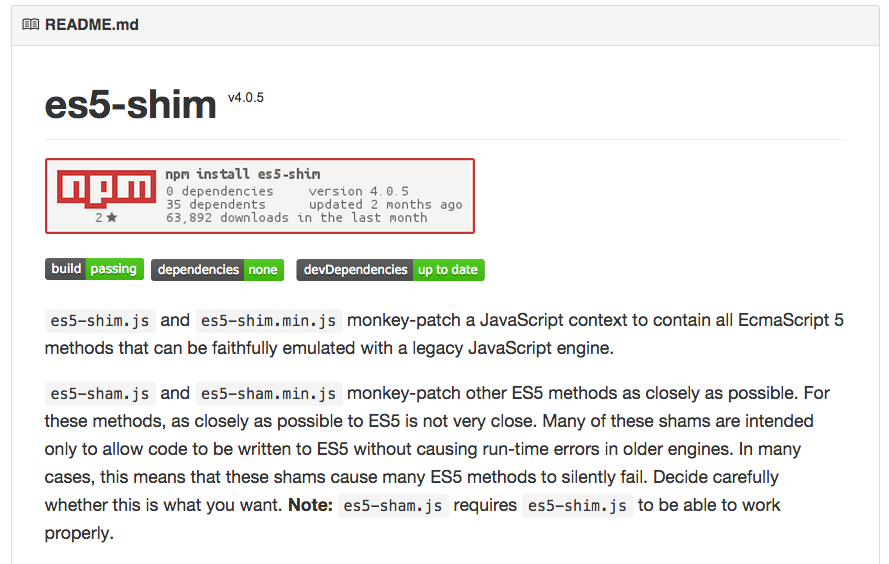 README.md
es5-shim v4.0.5
npm install es5-shim
npm 0 dependencies version 4.0.5
35 dependents updated 2 months ago
2 ★ 63,892 downloads in the last month
build passing dependencies none devDependencies up to date
es5-shim.js and es5-shim.min.js monkey-patch a JavaScript context to contain all EcmaScript 5
methods that can be faithfully emulated with a legacy JavaScript engine.
es5-sham.js and es5-sham.min.js monkey-patch other ES5 methods as closely as possible. For
these methods, as closely as possible to ES5 is not very close. Many of these shams are intended
only to allow code to be written to ES5 without causing run-time errors in older engines. In many
cases, this means that these shams cause many ES5 methods to silently fail. Decide carefully
whether this is what you want. Note: es5-sham.js requires es5-shim.js to be able to work
properly.